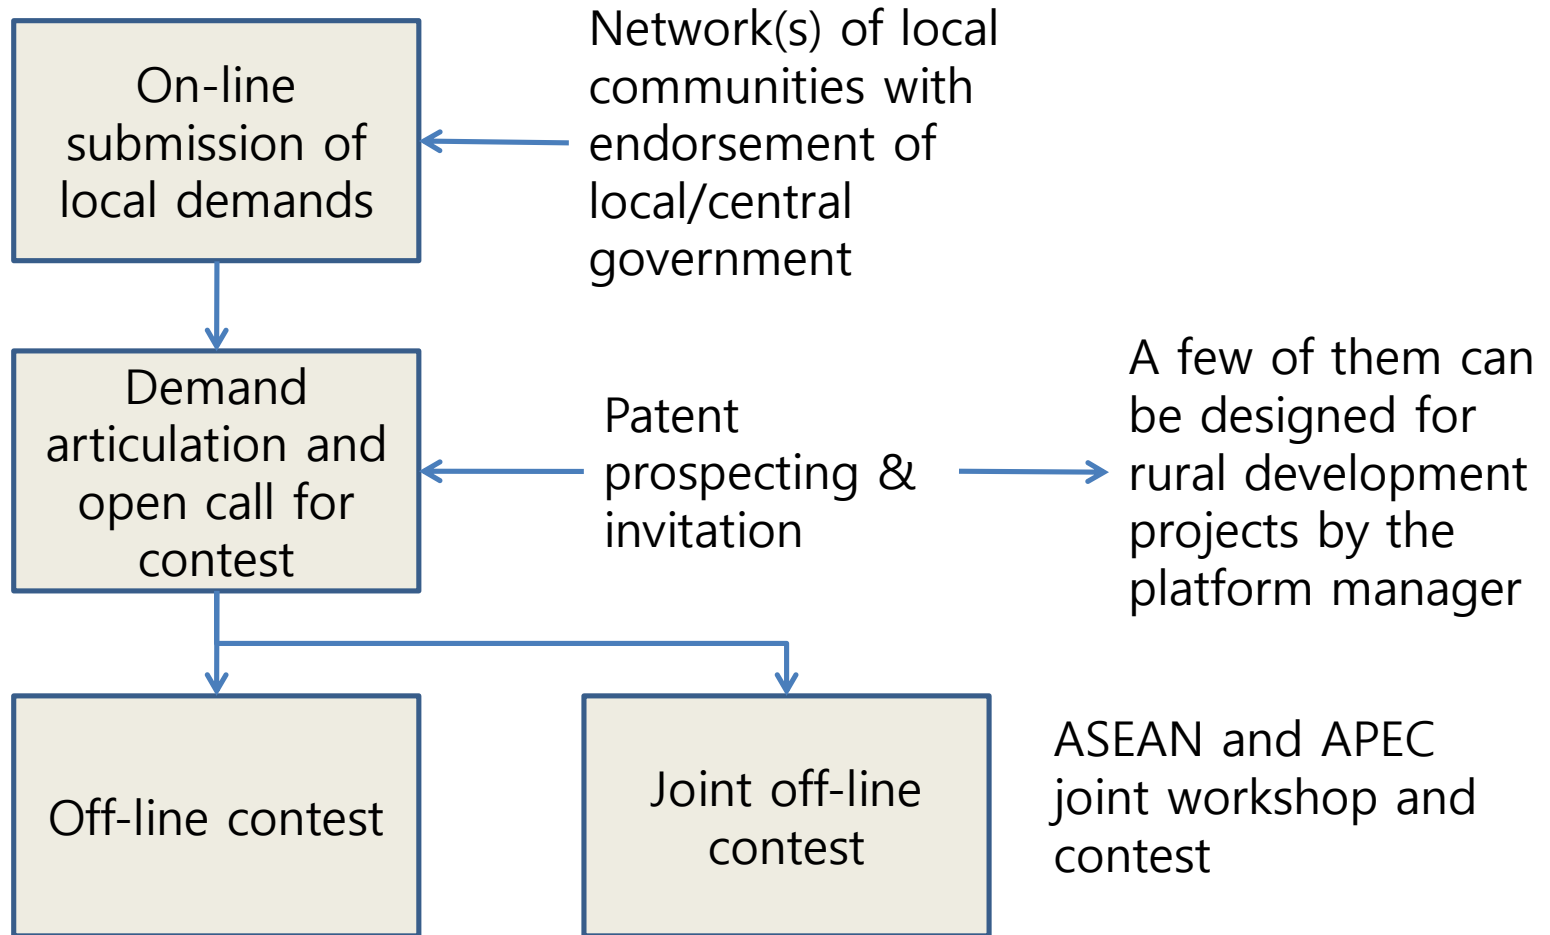 On-line
submission of
local demands
Network(s) of local
communities with
endorsement of
local/central
government
Demand
articulation and
open call for
contest
Patent
prospecting &
invitation
A few of them can
be designed for
rural development
projects by the
platform manager
Off-line contest
Joint off-line
contest
ASEAN and APEC
joint workshop and
contest